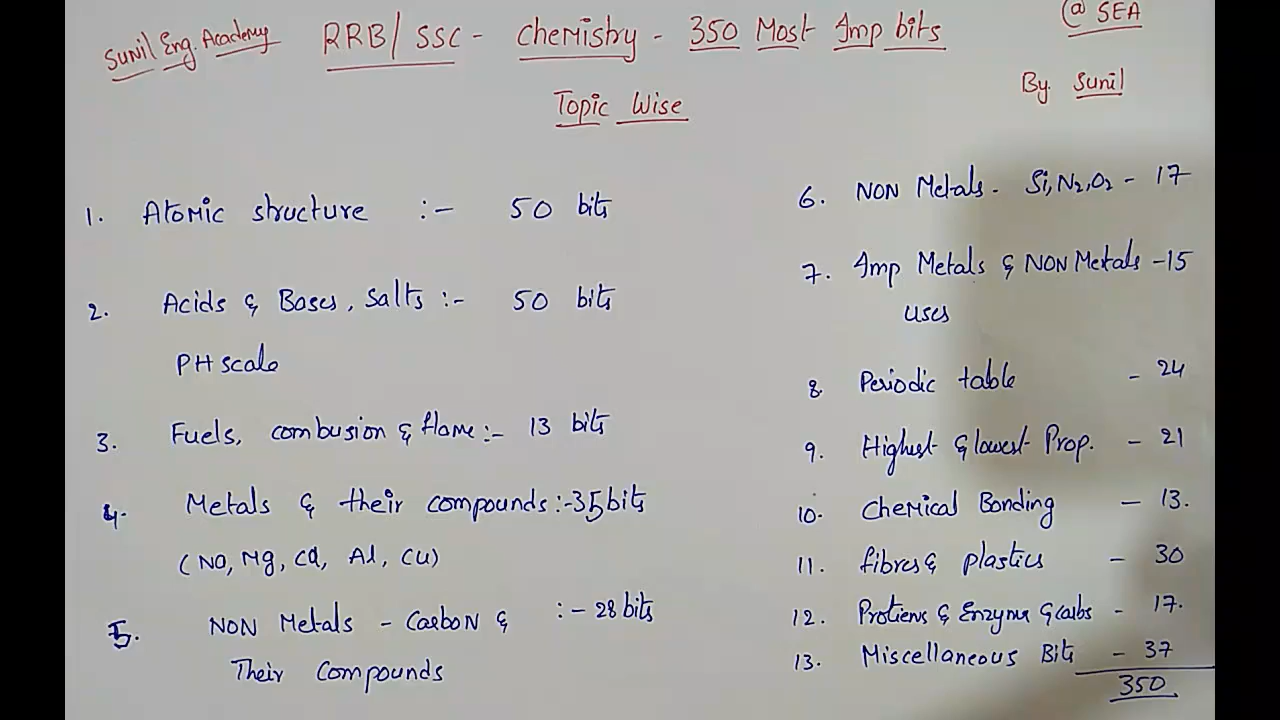 Sunil Eng. Academy RRB/ SSC - Chemistry - 350 Most Imp bits @ SEA
By Sunil
Topic Wise
1. Atomic structure :- 50 bits
2. Acids & Bases, Salts :- 50 bits
PH scale
3. Fuels, combusion & flame :- 13 bits
4. Metals & their compounds :- 35 bits
(Na, Mg, Ca, Al, Cu)
5. NON Metals - Carbon & :- 28 bits
Their Compounds
6. NON Metals - Si, N2, O2 - 17
7. Imp Metals & NON Metals - 15
uses
8. Periodic table - 24
9. Highest & lowest Prop. - 21
10. Chemical Bonding - 13.
11. fibres & plastics - 30
12. Protiens & Enzyme & carbs - 17.
13. Miscellaneous Bits - 37
350